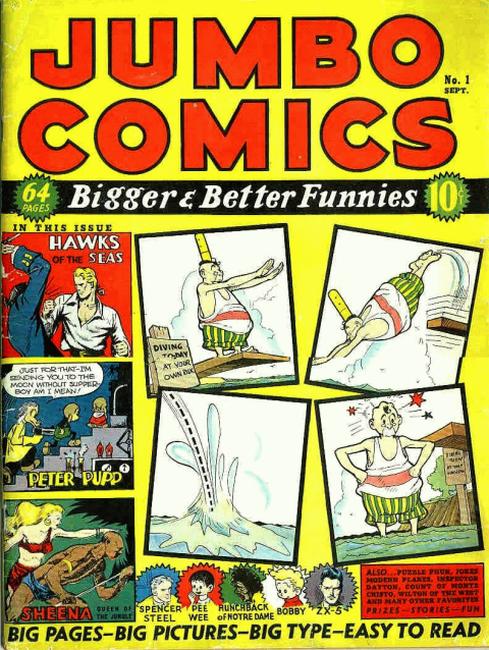 JUMBO
COMICS
No. 1
SEPT.
64
PAGES
Bigger & Better Funnies
10¢
IN THIS ISSUE
HAWKS
OF THE SEAS
JUST FOR THAT-I'M
SENDING YOU TO THE
MOON WITHOUT SUPPER-
BOY AM I MEAN!
PETER PUPP
SHEENA
QUEEN OF
THE JUNGLE
DIVING
TODAY
AT YOUR
OWN RISK
SPENCER
STEEL
PEE
WEE
HUNCHBACK
OF NOTRE DAME
BOBBY
ZX-5
ALSO... PUZZLE PHUN, JOKES
MODERN PLANES, INSPECTOR
DAYTON, COUNT OF MONTE
CRISTO, WILTON OF THE WEST
AND MANY OTHER FAVORITES
PRIZES-STORIES-FUN
BIG PAGES-BIG PICTURES-BIG TYPE-EASY TO READ